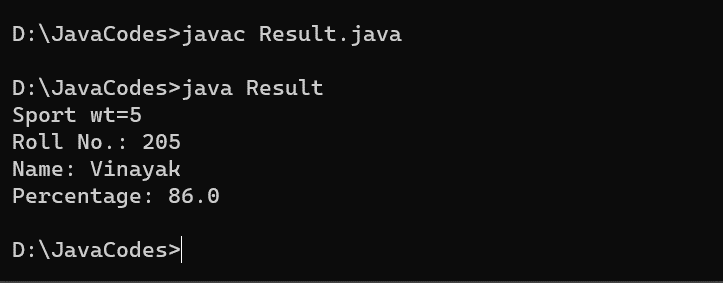 D:\JavaCodes>javac Result.java
D:\JavaCodes>java Result
Sport wt=5
Roll No.: 205
Name: Vinayak
Percentage: 86.0
D:\JavaCodes>